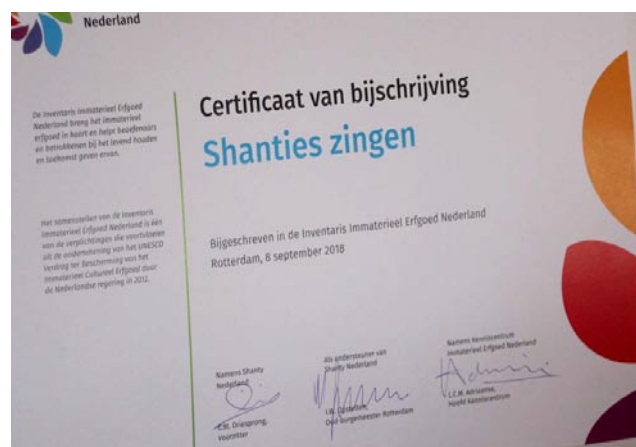 Nederland
De Inventaris Immaterieel Erfgoed
Nederland breng het immaterieel
erfgoed in kaart en helpt beoefenaars
en betrokkenen bij het levend houden
en toekomst geven ervan.
Het samenstellen van de Inventaris
Immaterieel Erfgoed Nederland is één
van de verplichtingen die voortvloeien
uit de ondertekening van het UNESCO
Verdrag ter Bescherming van het
Immaterieel Cultureel Erfgoed door
de Nederlandse regering in 2012.
Certificaat van bijschrijving
Shanties zingen
Bijgeschreven in de Inventaris Immaterieel Erfgoed Nederland
Rotterdam, 8 september 2018
Namens Shanty
Nederland
C.W. Driesprong,
Voorzitter
Als ondersteuner van
Shanty Nederland
I.W. Opstelten,
Oud-burgemeester Rotterdam
Namens Kenniscentrum
Immaterieel Erfgoed Nederland
L.C.M. Adriaanse,
Hoofd Kenniscentrum